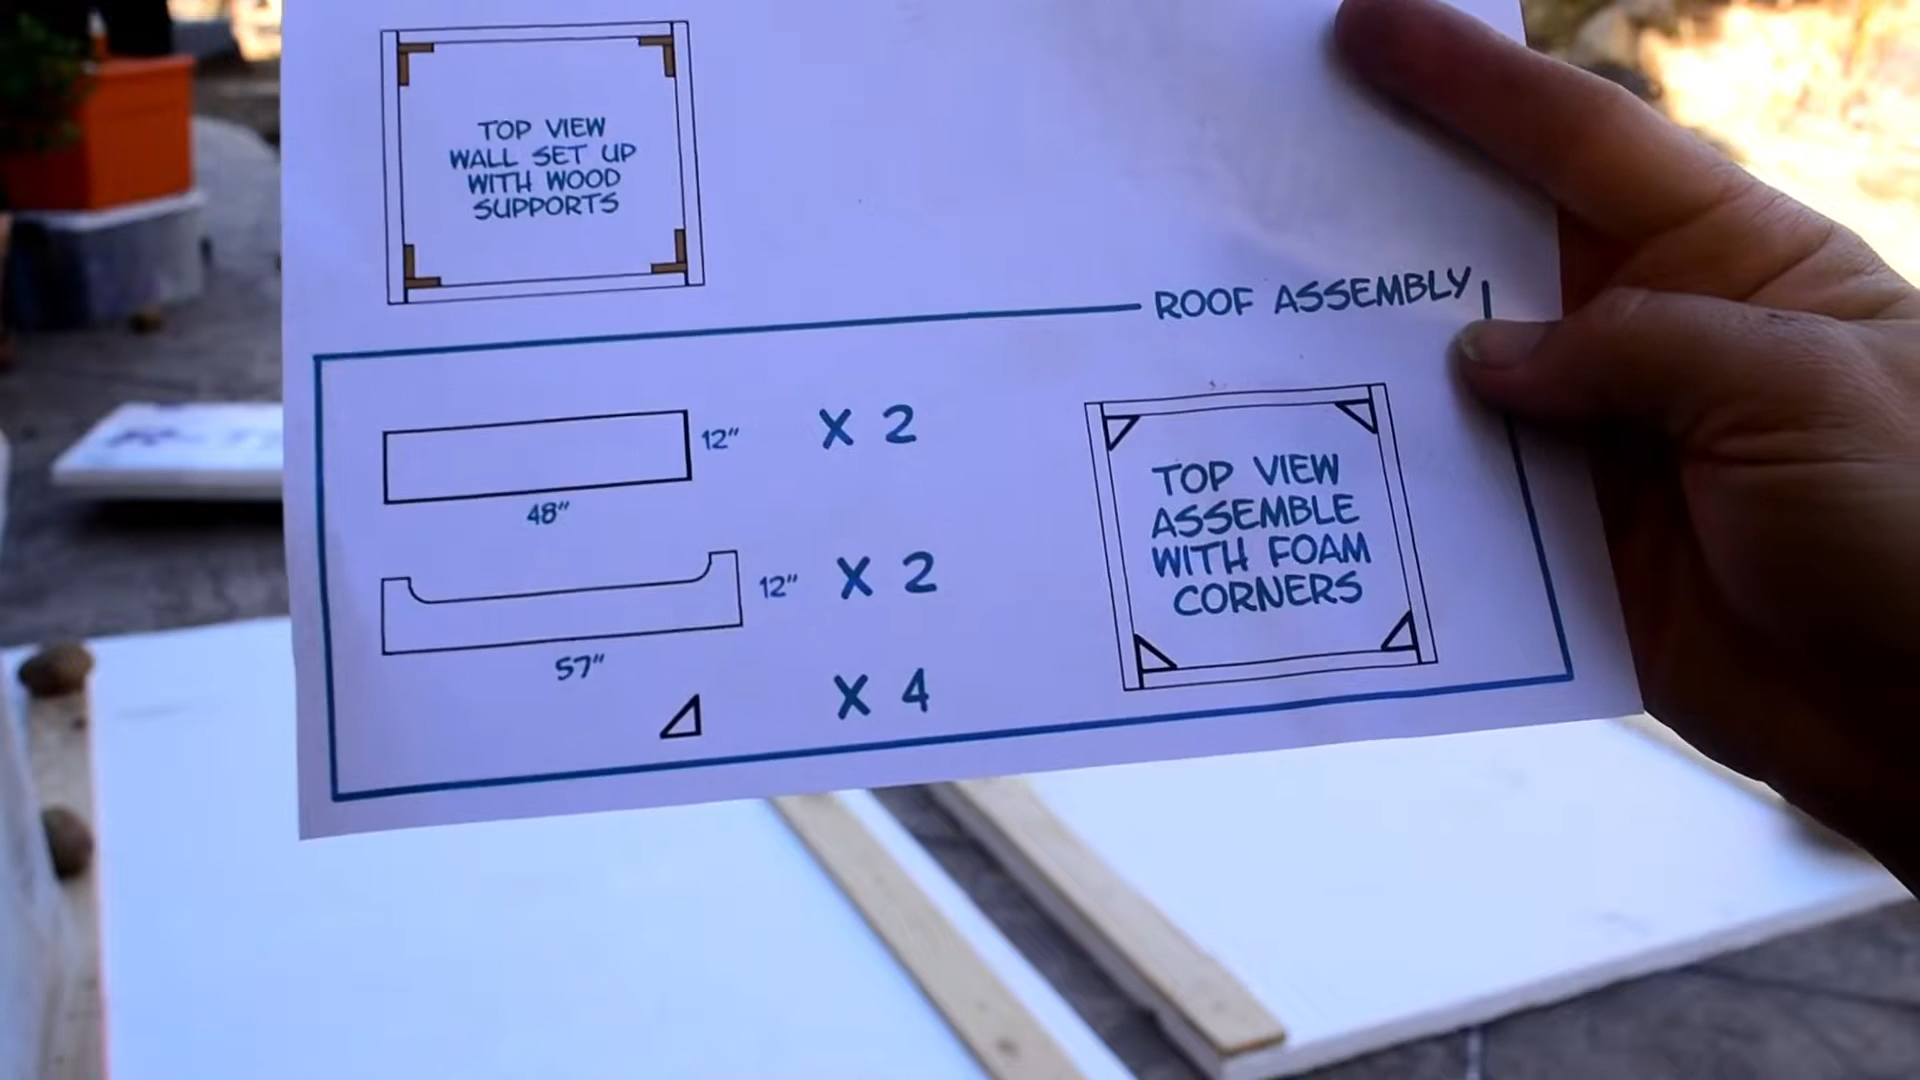 TOP VIEW
WALL SET UP
WITH WOOD
SUPPORTS
ROOF ASSEMBLY
12" X 2
48"
12" X 2
57"
X 4
TOP VIEW
ASSEMBLE
WITH FOAM
CORNERS